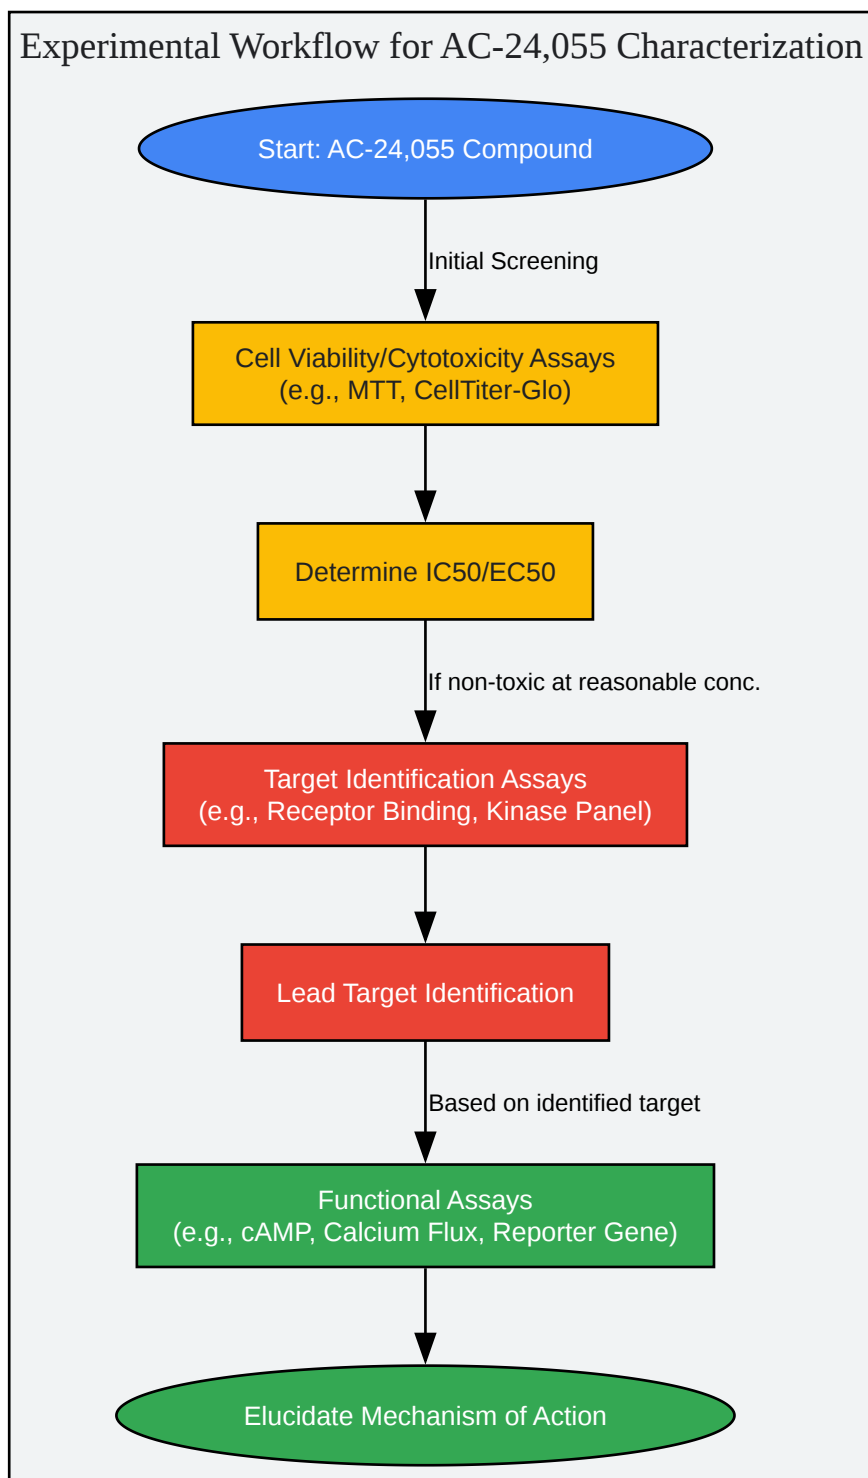 Experimental Workflow for AC-24,055 Characterization
Start: AC-24,055 Compound
Initial Screening
Cell Viability/Cytotoxicity Assays
(e.g., MTT, CellTiter-Glo)
Determine IC50/EC50
If non-toxic at reasonable conc.
Target Identification Assays
(e.g., Receptor Binding, Kinase Panel)
Lead Target Identification
Based on identified target
Functional Assays
(e.g., cAMP, Calcium Flux, Reporter Gene)
Elucidate Mechanism of Action